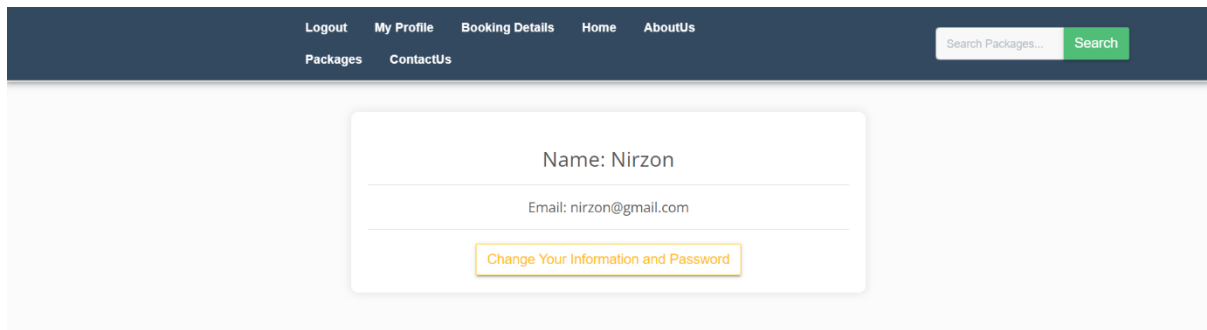 Logout My Profile Booking Details Home AboutUs
Packages ContactUs
Search Packages... Search
Name: Nirzon
Email: nirzon@gmail.com
Change Your Information and Password